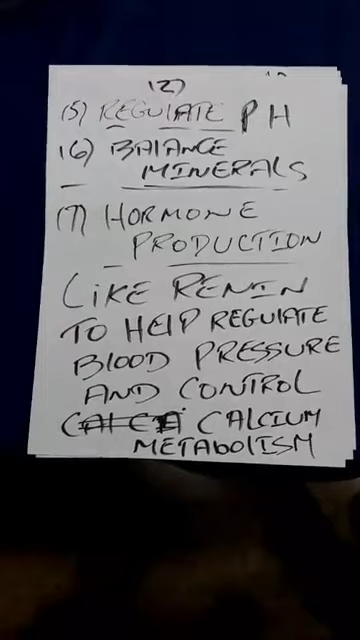 (2)
(5) REGULATE PH
(6) BALANCE
MINERALS
(7) HORMONE
PRODUCTION
LIKE RENIN
TO HELP REGULATE
BLOOD PRESSURE
AND CONTROL
CALCIUM
METABOLISM